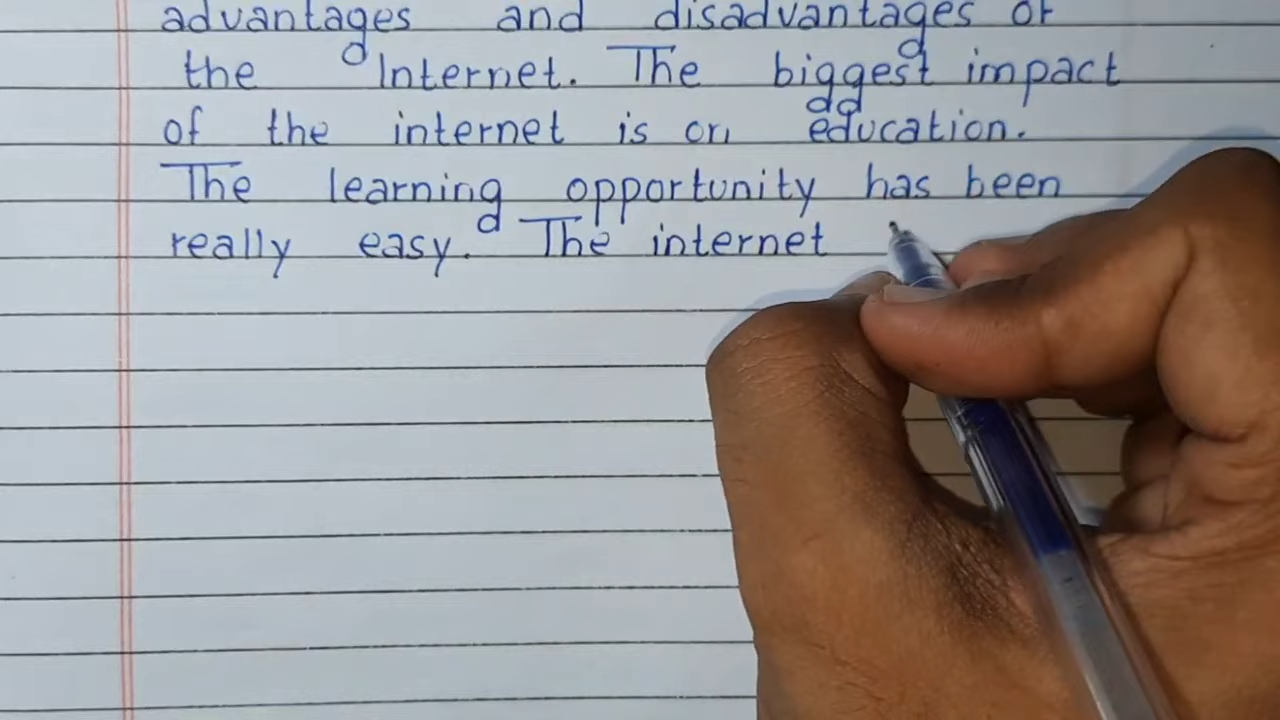 advantages and disadvantages of
the Internet. The biggest impact
of the internet is on education.
The learning opportunity has been
really easy. The internet